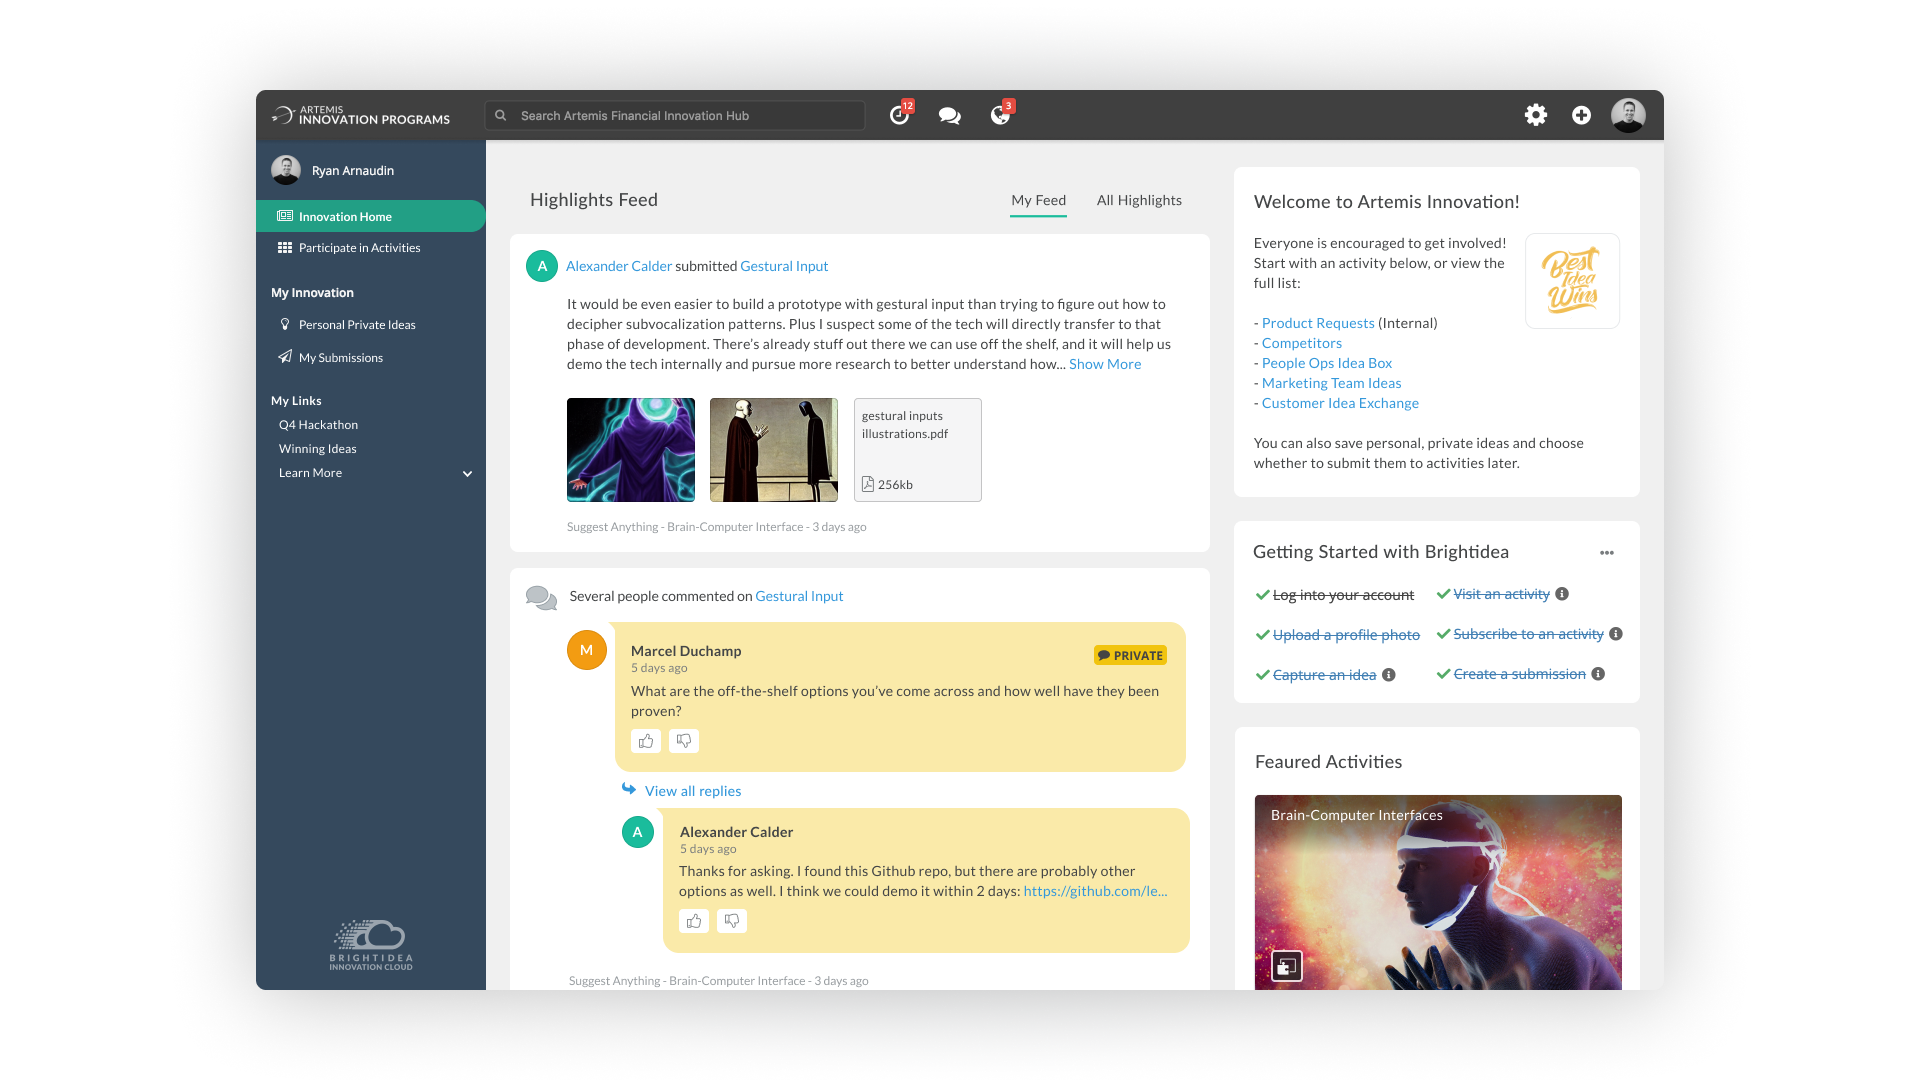 ARTEMIS
INNOVATION PROGRAMS
Search Artemis Financial Innovation Hub
12
3
Ryan Arnaudin
Innovation Home
Participate in Activities
My Innovation
Personal Private Ideas
My Submissions
My Links
Q4 Hackathon
Winning Ideas
Learn More
BRIGHTIDEA
INNOVATION CLOUD
Highlights Feed
My Feed
All Highlights
A
Alexander Calder submitted Gestural Input
It would be even easier to build a prototype with gestural input than trying to figure out how to
decipher subvocalization patterns. Plus I suspect some of the tech will directly transfer to that
phase of development. There's already stuff out there we can use off the shelf, and it will help us
demo the tech internally and pursue more research to better understand how... Show More
gestural inputs
illustrations.pdf
256kb
Suggest Anything - Brain-Computer Interface - 3 days ago
Several people commented on Gestural Input
M
Marcel Duchamp
5 days ago
PRIVATE
What are the off-the-shelf options you've come across and how well have they been
proven?
View all replies
A
Alexander Calder
5 days ago
Thanks for asking. I found this Github repo, but there are probably other
options as well. I think we could demo it within 2 days: https://github.com/le...
Suggest Anything - Brain-Computer Interface - 3 days ago
Welcome to Artemis Innovation!
Everyone is encouraged to get involved!
Start with an activity below, or view the
full list:
Best
Idea
Wins
- Product Requests (Internal)
- Competitors
- People Ops Idea Box
- Marketing Team Ideas
- Customer Idea Exchange
You can also save personal, private ideas and choose
whether to submit them to activities later.
Getting Started with Brightidea
Log into your account
Visit an activity
Upload a profile photo
Subscribe to an activity
Capture an idea
Create a submission
Feaured Activities
Brain-Computer Interfaces